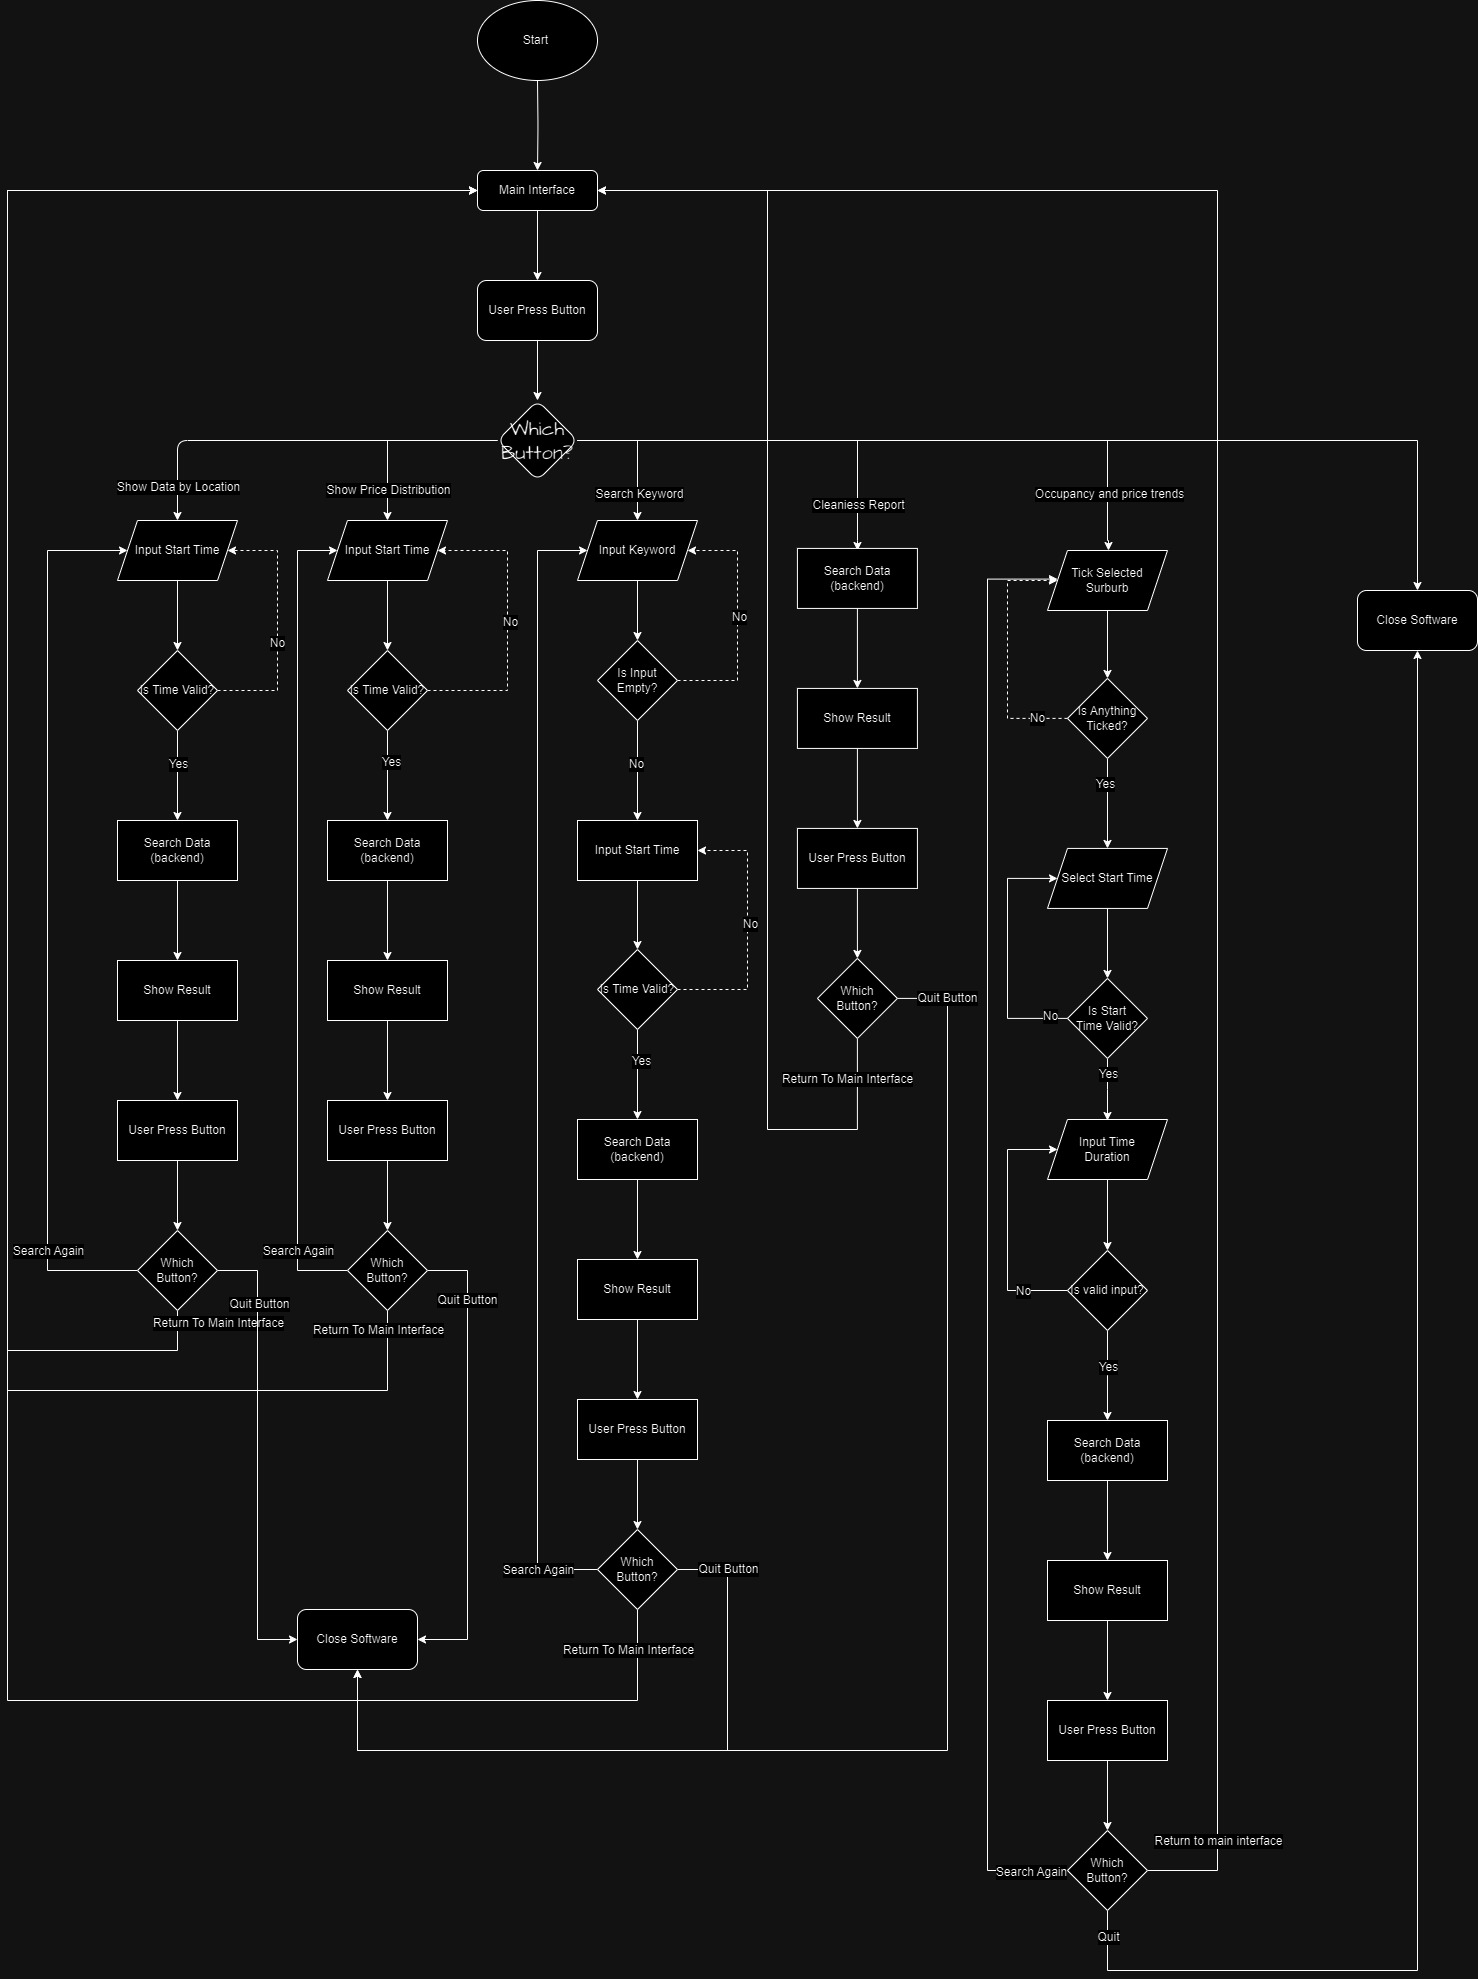 Start
Main Interface
User Press Button
Which
Button?
Show Data by Location
Show Price Distribution
Search Keyword
Cleaniess Report
Occupancy and price trends
Input Start Time
No
Is Time Valid?
Yes
Search Data
(backend)
Show Result
User Press Button
Which
Button?
Search Again
Quit Button
Return To Main Interface
Input Start Time
No
Is Time Valid?
Yes
Search Data
(backend)
Show Result
User Press Button
Which
Button?
Search Again
Quit Button
Return To Main Interface
Close Software
Input Keyword
No
Is Input
Empty?
No
Input Start Time
No
Is Time Valid?
Yes
Search Data
(backend)
Show Result
User Press Button
Which
Button?
Search Again
Quit Button
Return To Main Interface
Search Data
(backend)
Show Result
User Press Button
Which
Button?
Quit Button
Return To Main Interface
Tick Selected
Surburb
Is Anything
Ticked?
No
Yes
Select Start Time
Is Start
Time Valid?
No
Yes
Input Time
Duration
Is valid input?
No
Yes
Search Data
(backend)
Show Result
User Press Button
Which
Button?
Search Again
Return to main interface
Quit
Close Software